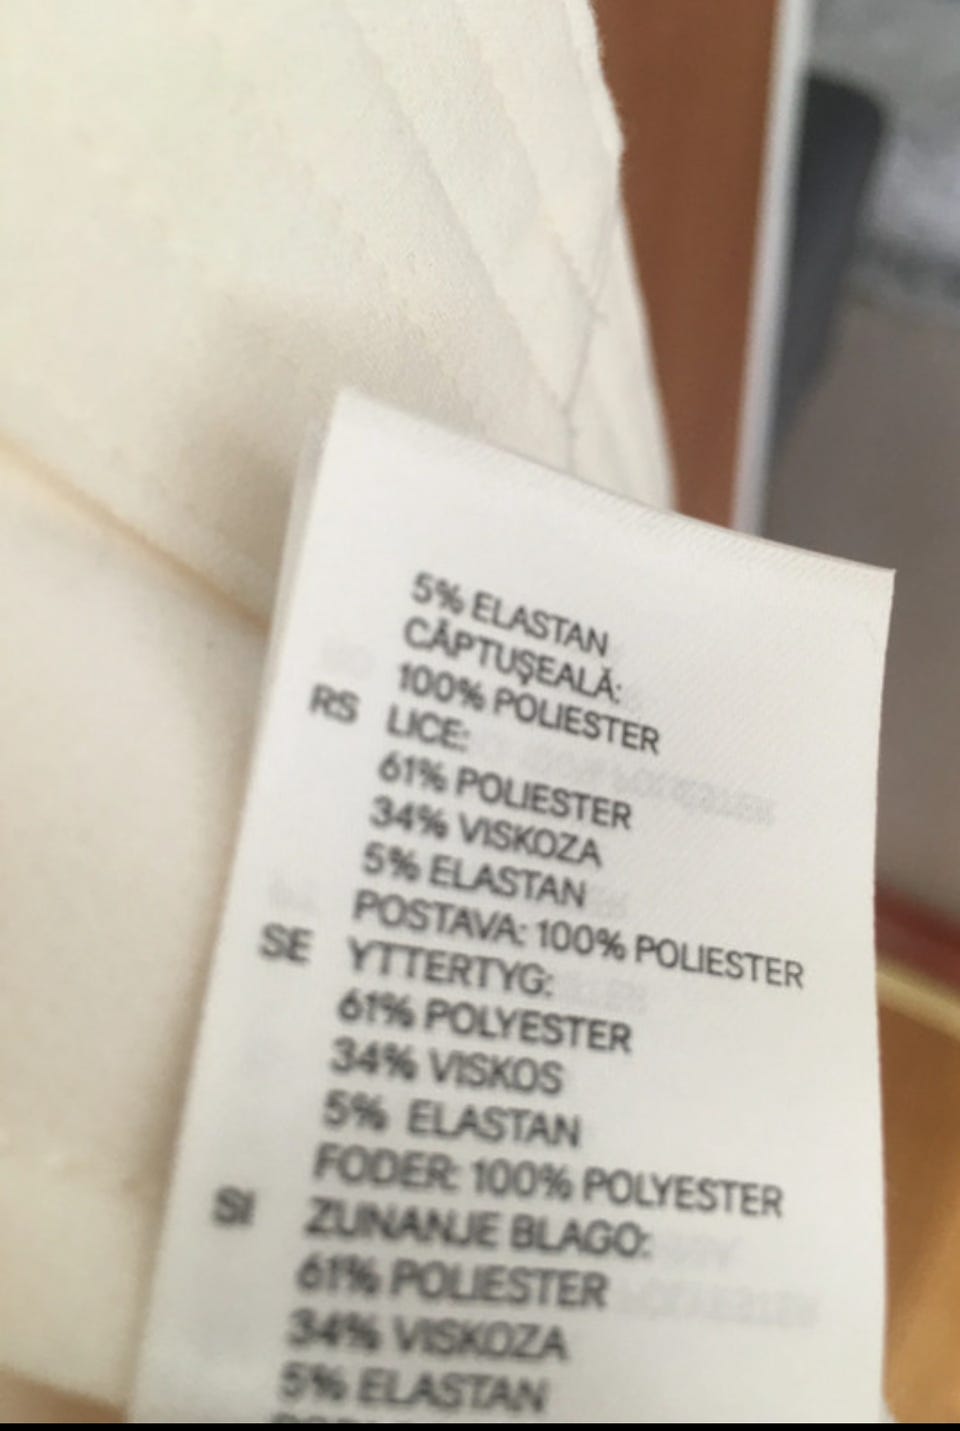 5% ELASTAN
CĂPTUŞEALĂ:
100% POLIESTER
RS LICE:
61% POLIESTER
34% VISKOZA
5% ELASTAN
POSTAVA: 100% POLIESTER
SE YTTERTYG:
61% POLYESTER
34% VISKOS
5% ELASTAN
FODER: 100% POLYESTER
SI ZUNANJE BLAGO:
61% POLIESTER
34% VISKOZA
5% ELASTAN